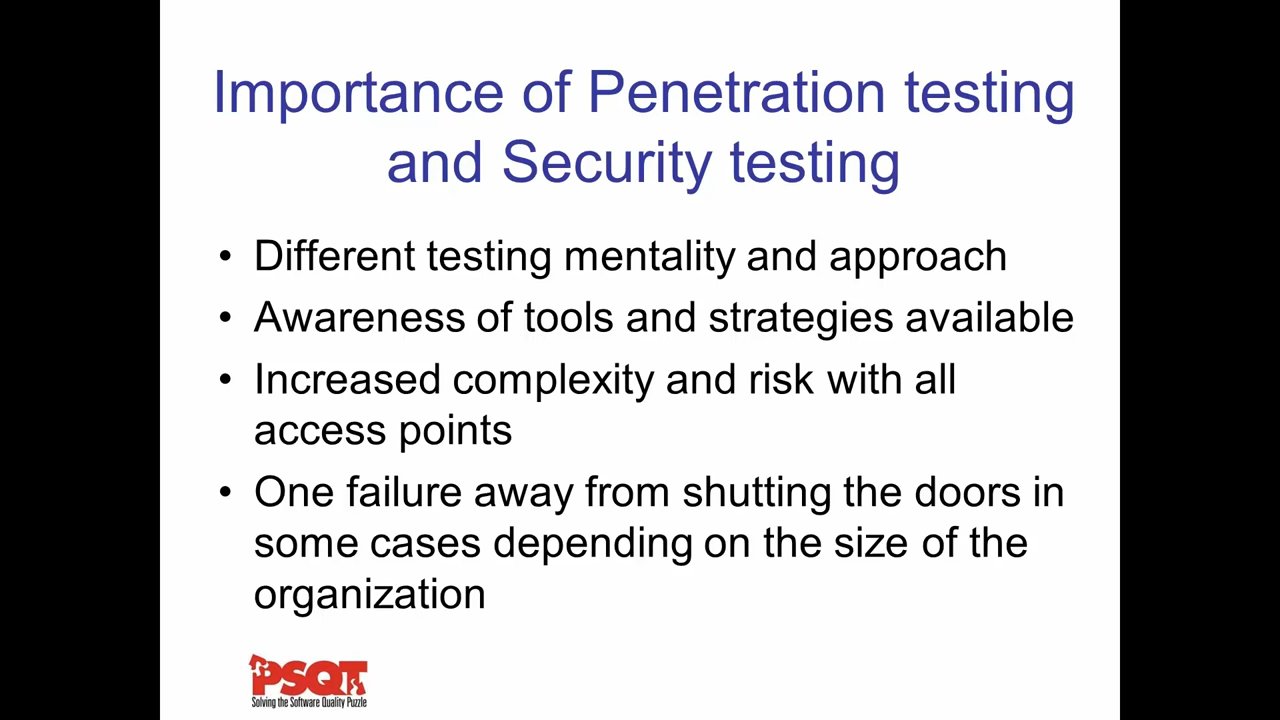 Importance of Penetration testing
and Security testing
• Different testing mentality and approach
• Awareness of tools and strategies available
• Increased complexity and risk with all
access points
• One failure away from shutting the doors in
some cases depending on the size of the
organization
PSQT
Solving the Software Quality Puzzle